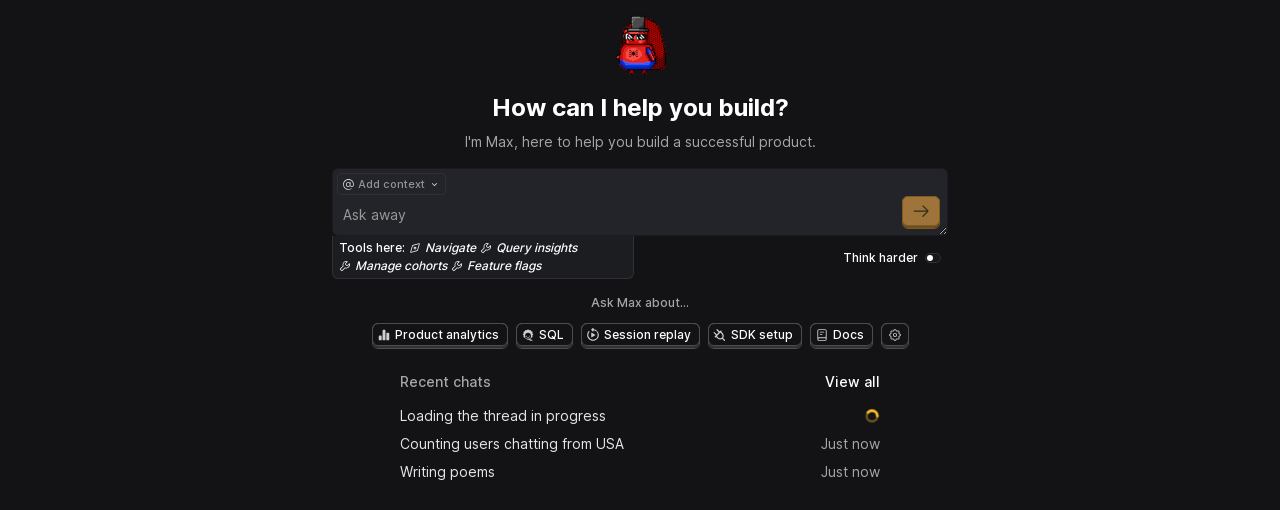 How can I help you build?
I'm Max, here to help you build a successful product.
@ Add context
Ask away
Tools here: Navigate Query insights
Manage cohorts Feature flags
Think harder
Ask Max about...
Product analytics SQL Session replay SDK setup Docs
Recent chats View all
Loading the thread in progress
Counting users chatting from USA Just now
Writing poems Just now